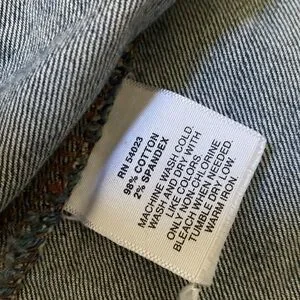 RN 54023
98% COTTON
2% SPANDEX
MACHINE WASH COLD.
WASH AND DRY WITH
LIKE COLORS.
ONLY NON-CHLORINE
BLEACH WHEN NEEDED.
TUMBLE DRY LOW.
WARM IRON.